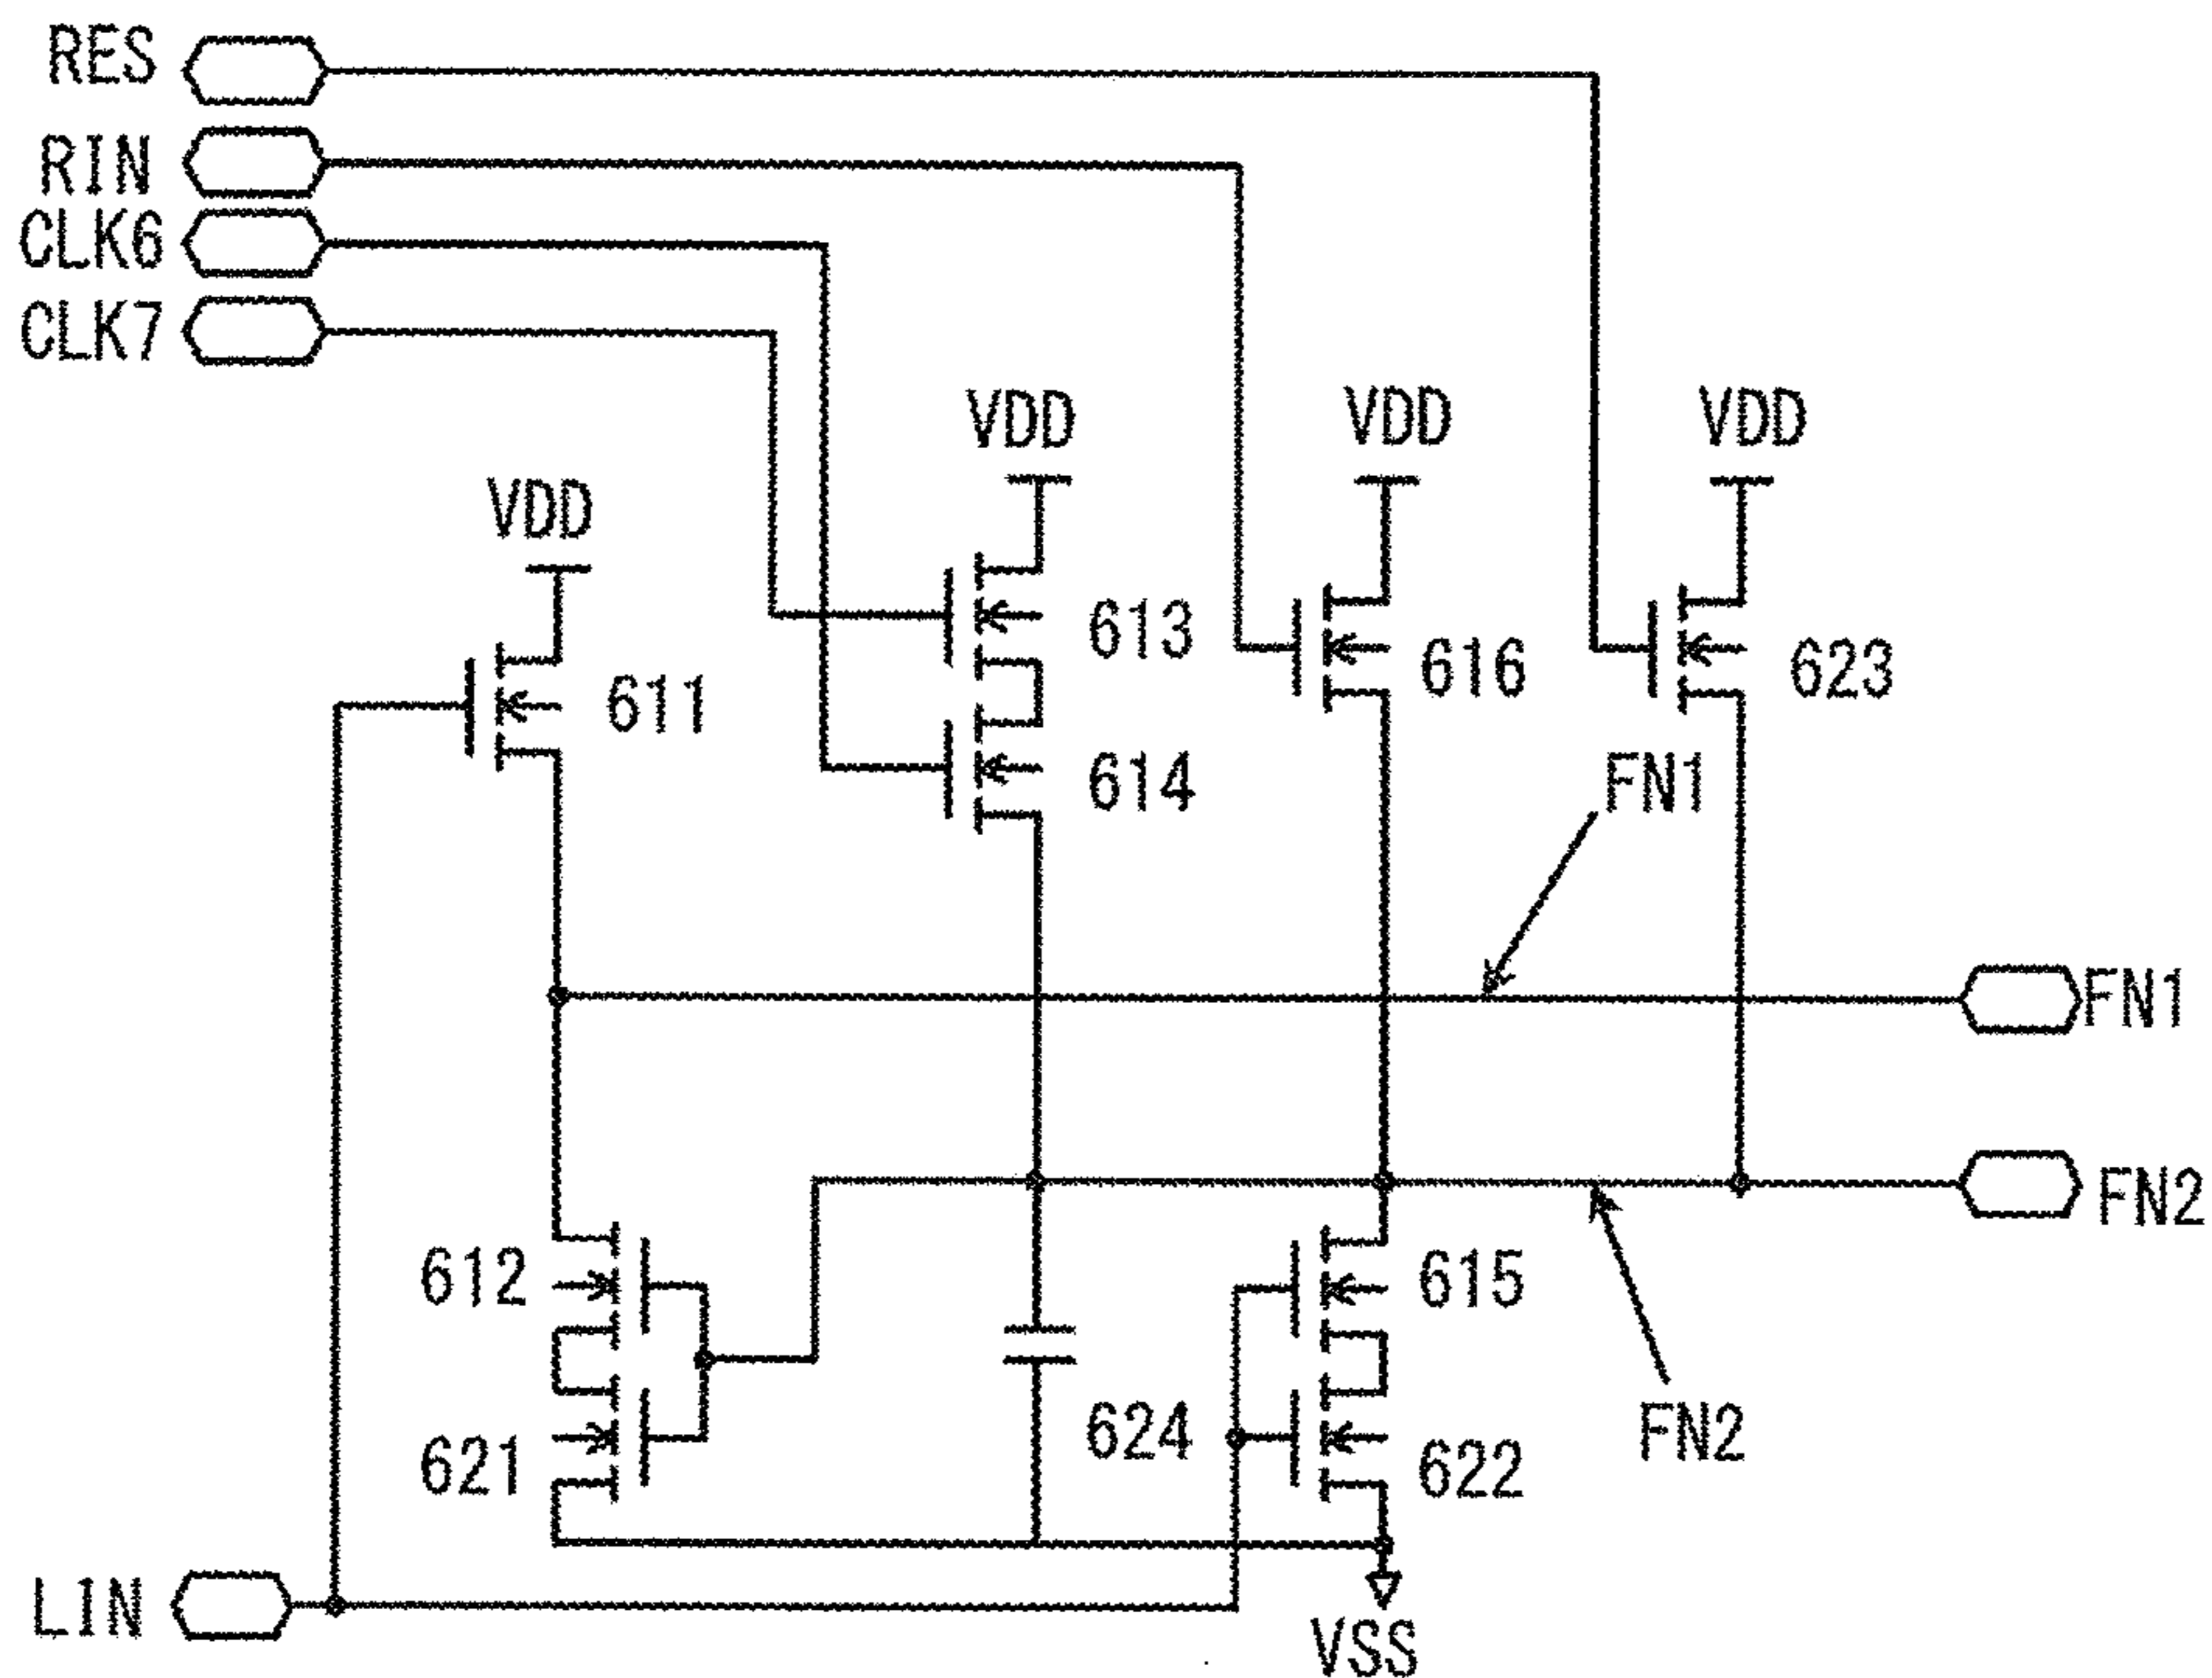 RES
RIN
CLK6
CLK7
VDD
VDD
VDD
VDD
613
616
623
611
614
FN1
FN1
FN2
612
615
624
FN2
621
622
LIN
VSS